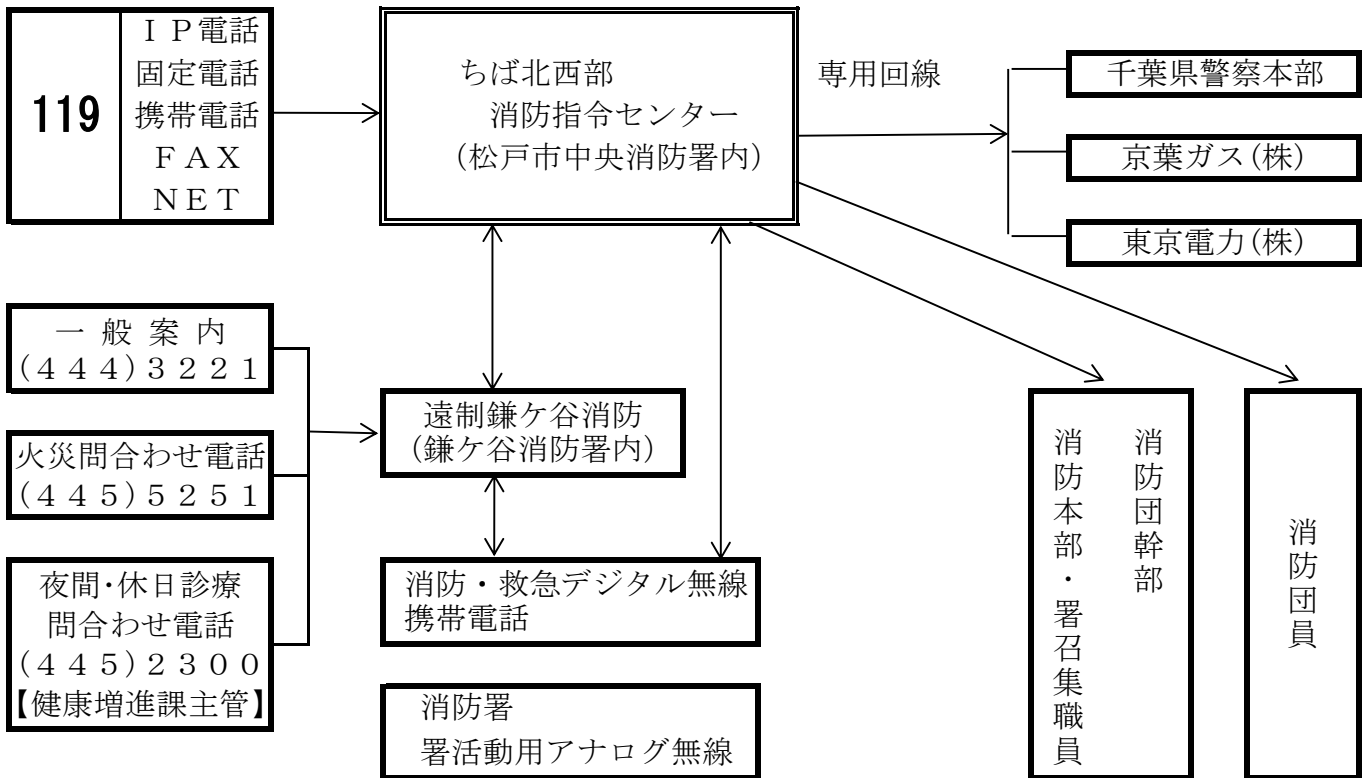 119
ＩＰ電話
固定電話
携帯電話
ＦＡＸ
ＮＥＴ
ちば北西部
消防指令センター
(松戸市中央消防署内)
専用回線
千葉県警察本部
京葉ガス(株)
東京電力(株)
一般案内
(４４４)３２２１
火災問合わせ電話
(４４５)５２５１
夜間・休日診療
問合わせ電話
(４４５)２３００
【健康増進課主管】
遠制鎌ケ谷消防
(鎌ケ谷消防署内)
消防・救急デジタル無線
携帯電話
消防署
署活動用アナログ無線
消防団幹部
消防本部・署召集職員
消防団員